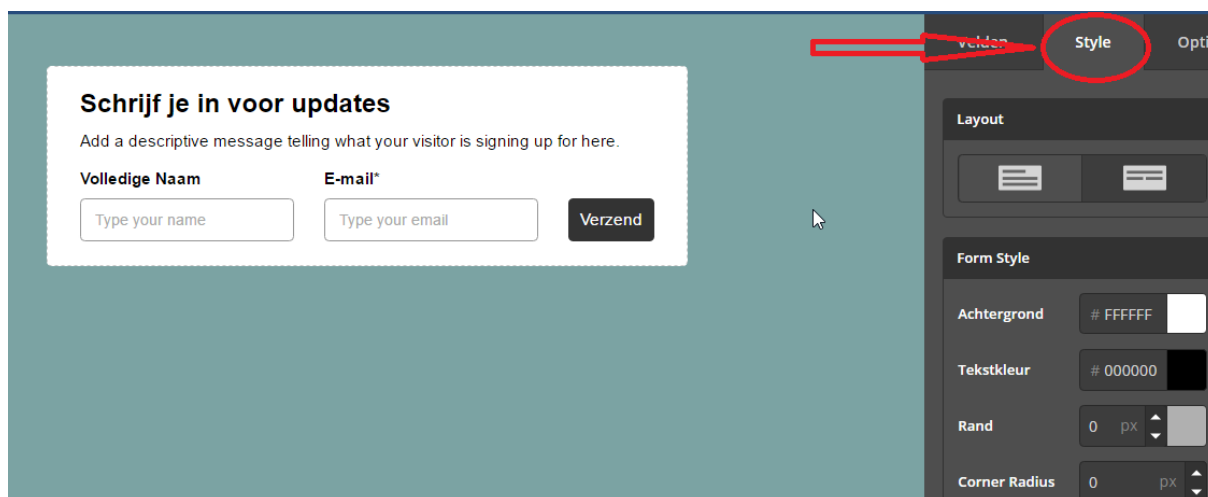 Velden Style Opti
Schrijf je in voor updates
Add a descriptive message telling what your visitor is signing up for here.
Volledige Naam E-mail*
Type your name Type your email Verzend
Layout
Form Style
Achtergrond # FFFFFF
Tekstkleur # 000000
Rand 0 px
Corner Radius 0 px